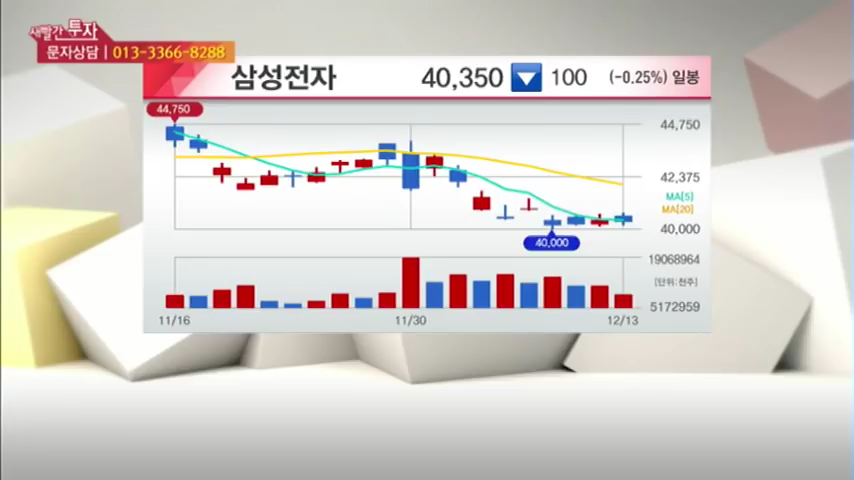 새빨간 투자
문자상담 | 013-3366-8288
삼성전자 40,350 ▼ 100 (-0.25%) 일봉
44,750
44,750
42,375
MA[5]
MA[20]
40,000
40,000
19068964
[단위:천주]
5172959
11/16 11/30 12/13